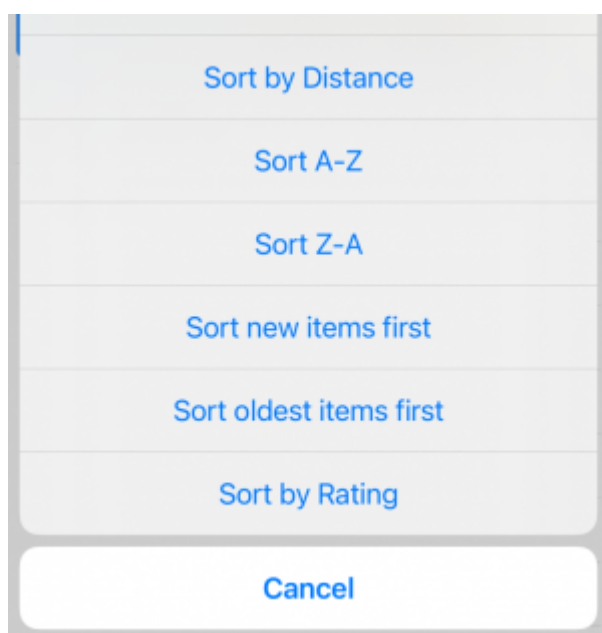 Sort by Distance
Sort A-Z
Sort Z-A
Sort new items first
Sort oldest items first
Sort by Rating
Cancel